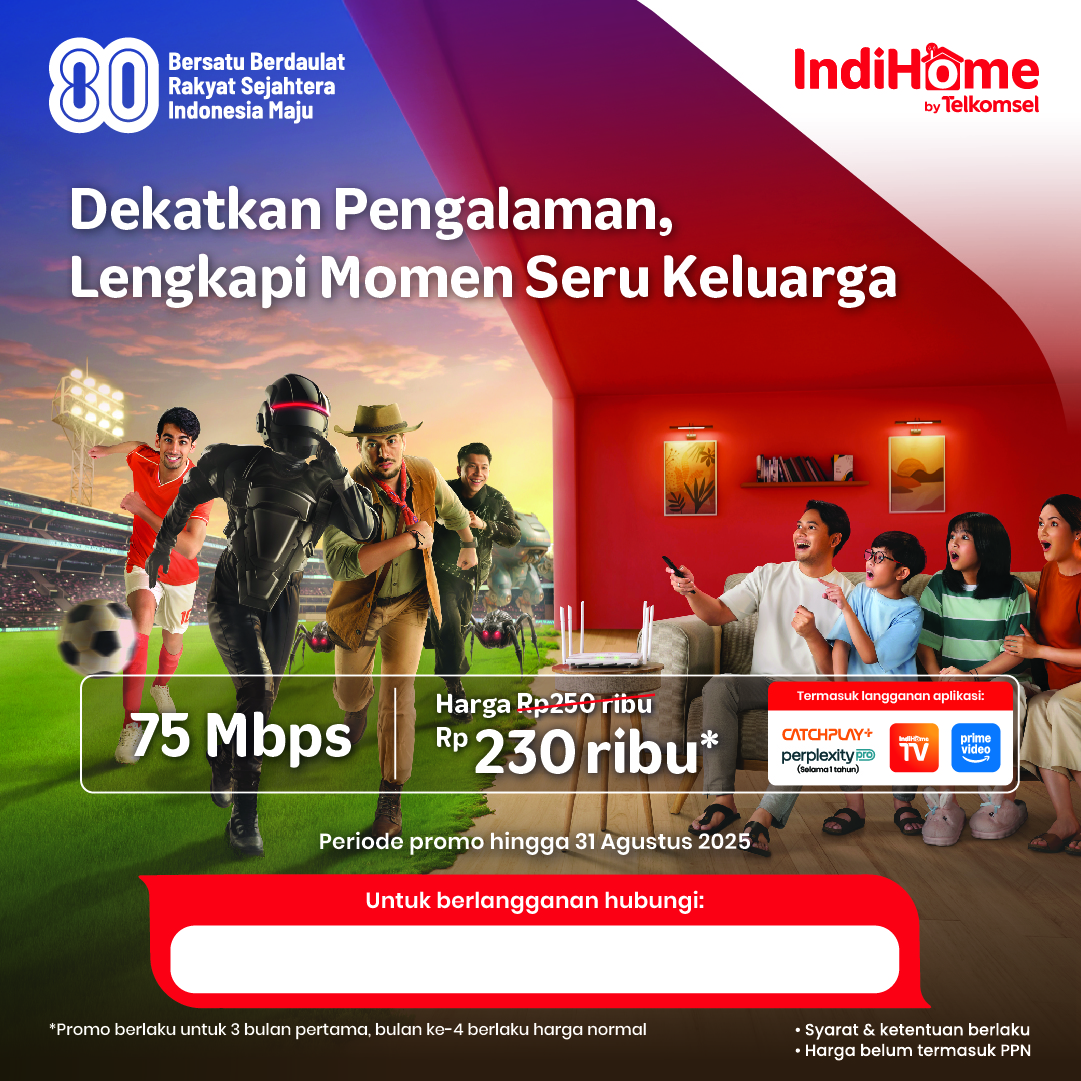 80
Bersatu Berdaulat
Rakyat Sejahtera
Indonesia Maju
IndiHome
by Telkomsel
Dekatkan Pengalaman,
Lengkapi Momen Seru Keluarga
75 Mbps
Harga Rp250 ribu
Rp 230 ribu*
Termasuk langganan aplikasi:
CATCHPLAY+
perplexity pro
(Selama 1 tahun)
IndiHome
TV
prime
video
Periode promo hingga 31 Agustus 2025
Untuk berlangganan hubungi:
*Promo berlaku untuk 3 bulan pertama, bulan ke-4 berlaku harga normal
• Syarat & ketentuan berlaku
• Harga belum termasuk PPN